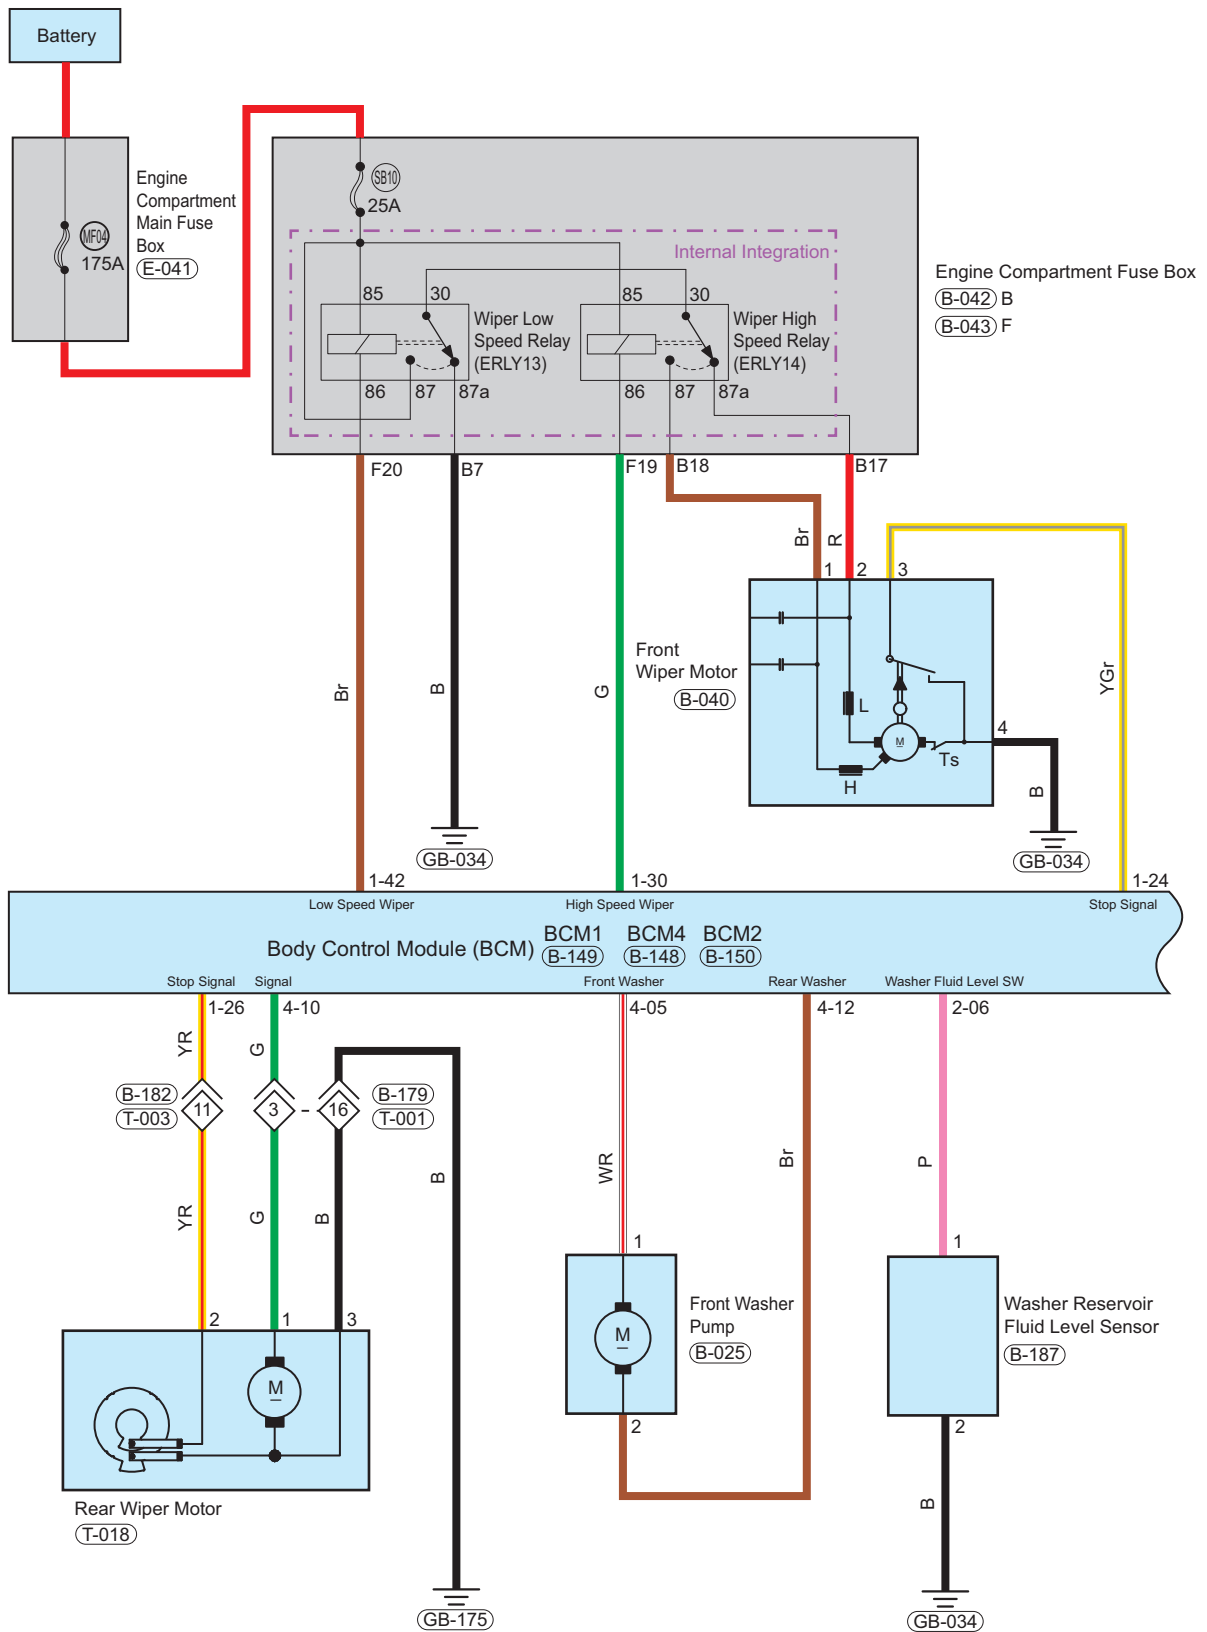 Battery
Engine
Compartment
Main Fuse
Box
E-041
MF04
175A
SB10
25A
Internal Integration
Engine Compartment Fuse Box
B-042 B
B-043 F
85
30
85
30
Wiper Low
Speed Relay
(ERLY13)
Wiper High
Speed Relay
(ERLY14)
86
87
87a
86
87
87a
F20
B7
F19
B18
B17
Br
R
1
2
3
Front
Wiper Motor
B-040
Br
B
G
YGr
L
M
Ts
H
4
B
GB-034
GB-034
1-42
1-30
1-24
Low Speed Wiper
High Speed Wiper
Stop Signal
Body Control Module (BCM)
BCM1
BCM4
BCM2
B-149
B-148
B-150
Stop Signal
Signal
Front Washer
Rear Washer
Washer Fluid Level SW
1-26
4-10
4-05
4-12
2-06
YR
G
B-182
T-003
11
3
16
B-179
T-001
YR
G
B
B
WR
Br
P
2
1
3
1
1
M
Front Washer
Pump
B-025
M
Washer Reservoir
Fluid Level Sensor
B-187
2
2
Rear Wiper Motor
T-018
B
GB-175
GB-034